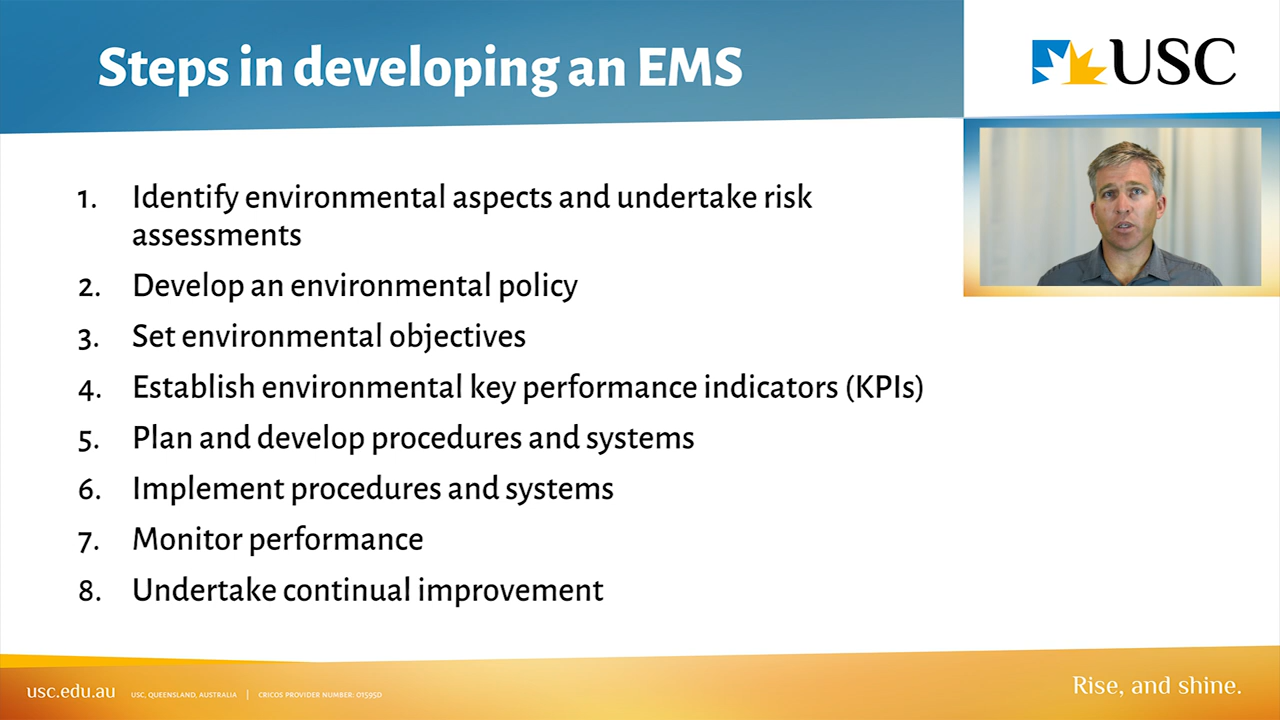 Steps in developing an EMS
USC
1. Identify environmental aspects and undertake risk
assessments
2. Develop an environmental policy
3. Set environmental objectives
4. Establish environmental key performance indicators (KPIs)
5. Plan and develop procedures and systems
6. Implement procedures and systems
7. Monitor performance
8. Undertake continual improvement
usc.edu.au USC, QUEENSLAND, AUSTRALIA | CRICOS PROVIDER NUMBER: 01595D
Rise, and shine.